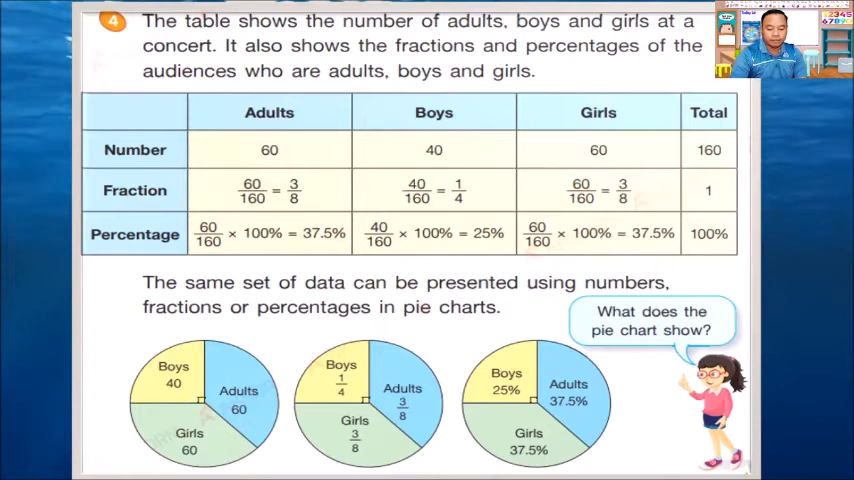 4 The table shows the number of adults, boys and girls at a
concert. It also shows the fractions and percentages of the
audiences who are adults, boys and girls.
Adults Boys Girls Total
Number 60 40 60 160
Fraction 60/160 = 3/8 40/160 = 1/4 60/160 = 3/8 1
Percentage 60/160 × 100% = 37.5% 40/160 × 100% = 25% 60/160 × 100% = 37.5% 100%
The same set of data can be presented using numbers,
fractions or percentages in pie charts.
What does the
pie chart show?
Boys
40
Adults
60
Girls
60
Boys
1/4
Adults
3/8
Girls
3/8
Boys
25%
Adults
37.5%
Girls
37.5%